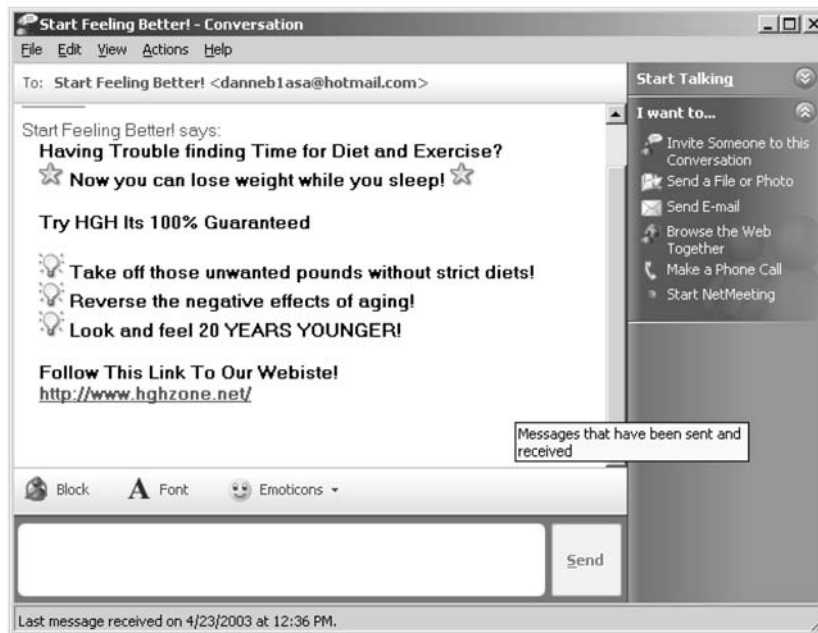 Start Feeling Better! - Conversation
File Edit View Actions Help
To: Start Feeling Better! <danneb1asa@hotmail.com>
Start Feeling Better! says:
Having Trouble finding Time for Diet and Exercise?
Now you can lose weight while you sleep!
Try HGH Its 100% Guaranteed
Take off those unwanted pounds without strict diets!
Reverse the negative effects of aging!
Look and feel 20 YEARS YOUNGER!
Follow This Link To Our Webiste!
http://www.hghzone.net/
Messages that have been sent and
received
Block A Font Emoticons
Send
Last message received on 4/23/2003 at 12:36 PM.
Start Talking
I want to...
Invite Someone to this
Conversation
Send a File or Photo
Send E-mail
Browse the Web
Together
Make a Phone Call
Start NetMeeting